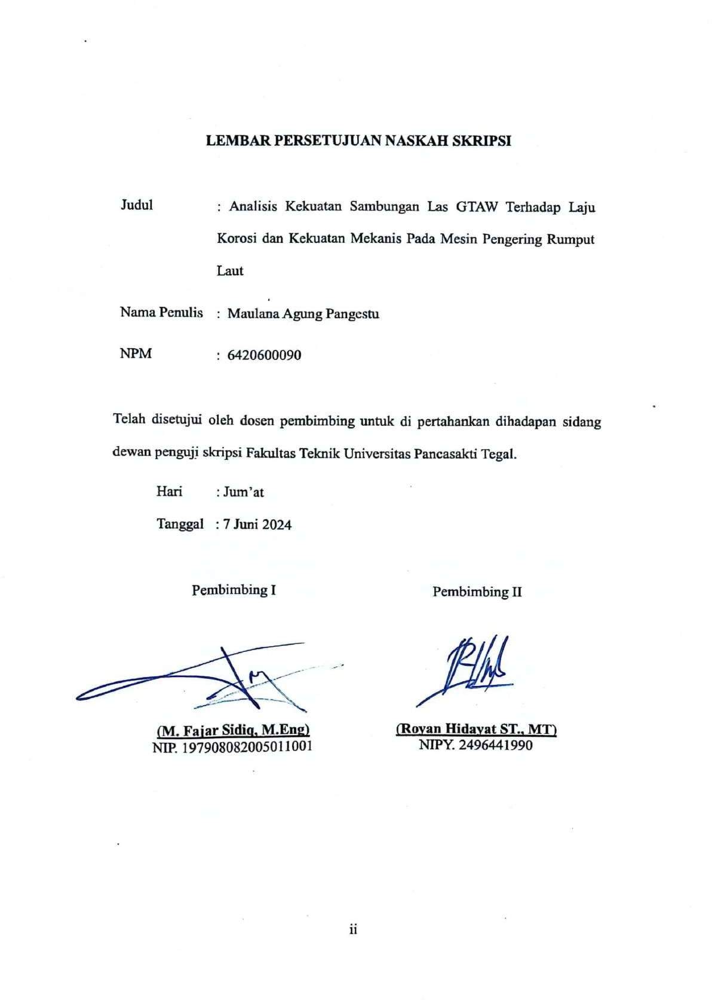 LEMBAR PERSETUJUAN NASKAH SKRIPSI
Judul : Analisis Kekuatan Sambungan Las GTAW Terhadap Laju
Korosi dan Kekuatan Mekanis Pada Mesin Pengering Rumput
Laut
Nama Penulis : Maulana Agung Pangestu
NPM : 6420600090
Telah disetujui oleh dosen pembimbing untuk di pertahankan dihadapan sidang
dewan penguji skripsi Fakultas Teknik Universitas Pancasakti Tegal.
Hari : Jum’at
Tanggal : 7 Juni 2024
Pembimbing I Pembimbing II
(M. Fajar Sidiq, M.Eng) (Royan Hidayat ST., MT)
NIP. 197908082005011001 NIPY. 2496441990
ii